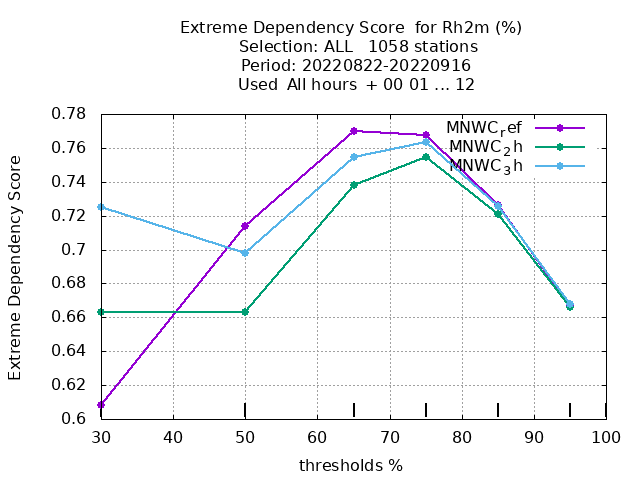 Extreme Dependency Score  for Rh2m (%)
Selection: ALL   1058 stations
Period: 20220822-20220916
Used  All hours  + 00 01 ... 12
MNWC_ref
MNWC_2h
MNWC_3h
Extreme Dependency Score
0.78
0.76
0.74
0.72
0.7
0.68
0.66
0.64
0.62
0.6
30 40 50 60 70 80 90 100
thresholds %